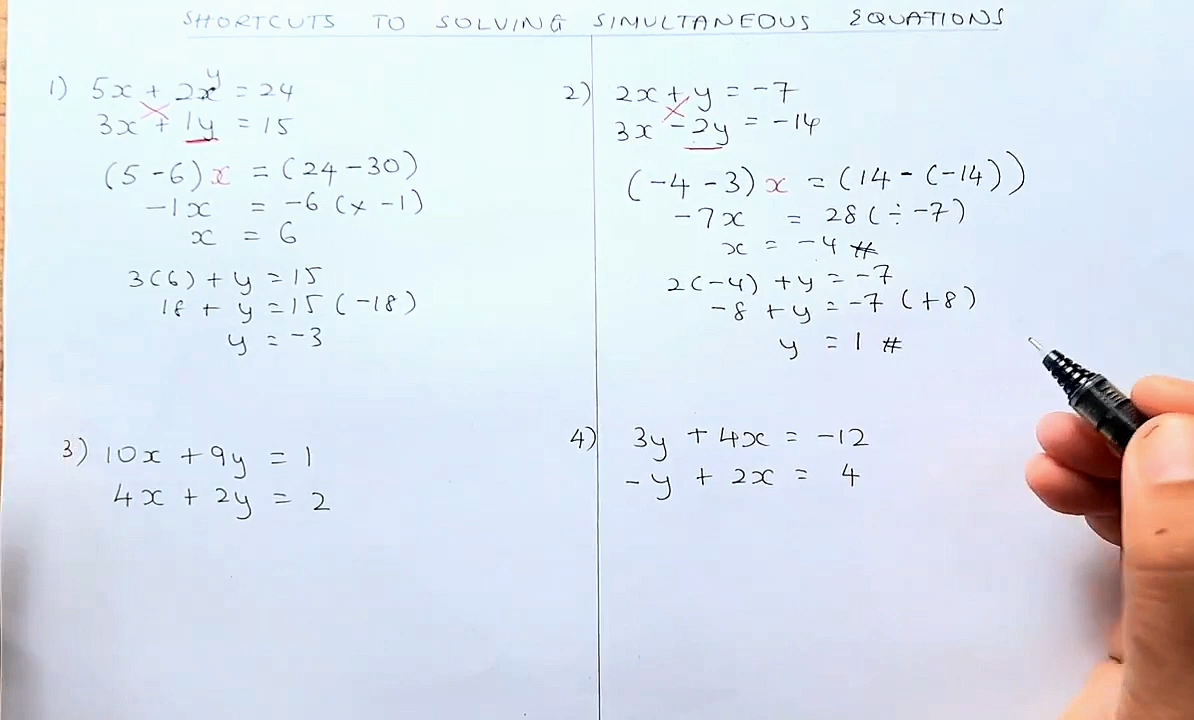 SHORTCUTS TO SOLVING SIMULTANEOUS EQUATIONS
1) 5x + 2y = 24
3x + 1y = 15
(5 - 6)x = (24 - 30)
-1x = -6 (x -1)
x = 6
3(6) + y = 15
18 + y = 15 (-18)
y = -3
2) 2x + y = -7
3x - 2y = -14
(-4 - 3)x = (14 - (-14))
-7x = 28 (÷ -7)
x = -4 #
2(-4) + y = -7
-8 + y = -7 (+8)
y = 1 #
3) 10x + 9y = 1
4x + 2y = 2
4) 3y + 4x = -12
-y + 2x = 4